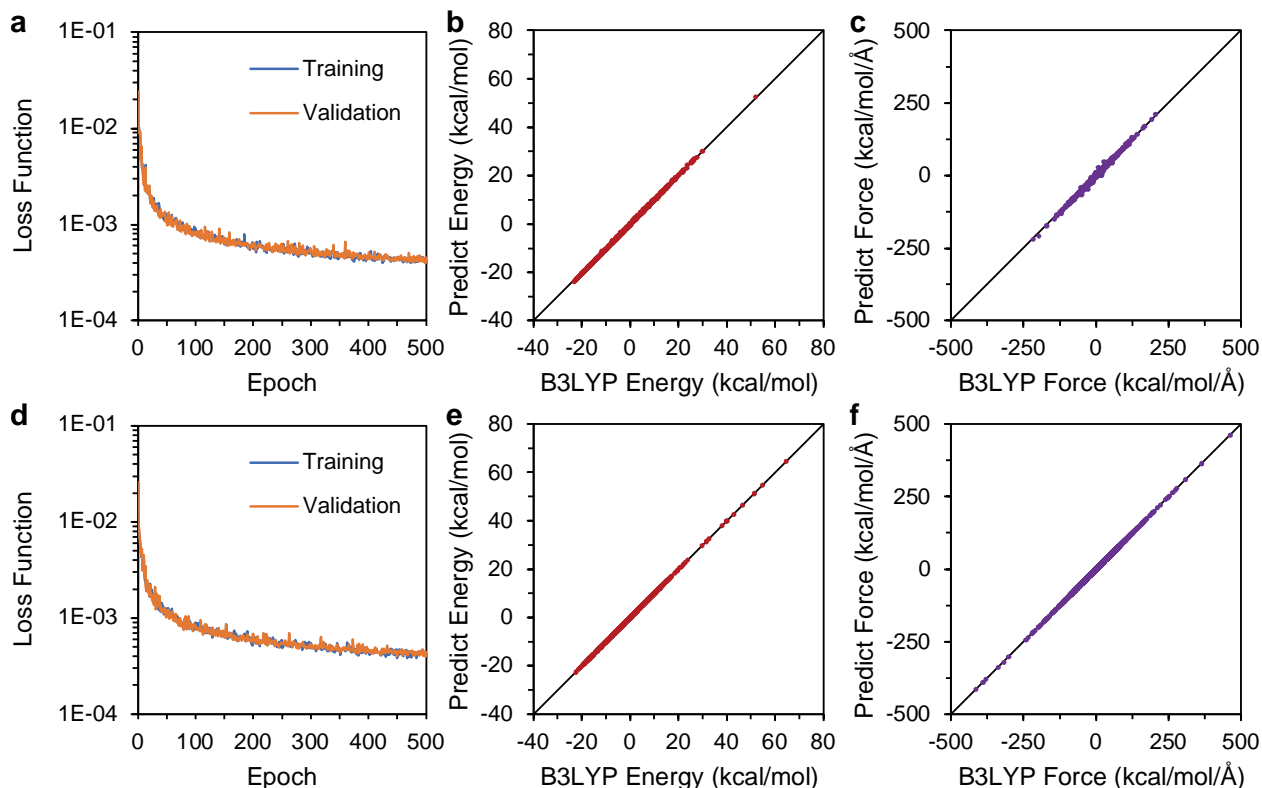 a
1E-01
1E-02
1E-03
1E-04
Loss Function
Training
Validation
0 100 200 300 400 500
Epoch
b
80
60
40
20
0
-20
-40
Predict Energy (kcal/mol)
-40 -20 0 20 40 60 80
B3LYP Energy (kcal/mol)
c
500
250
0
-250
-500
Predict Force (kcal/mol/Å)
-500 -250 0 250 500
B3LYP Force (kcal/mol/Å)
d
1E-01
1E-02
1E-03
1E-04
Loss Function
Training
Validation
0 100 200 300 400 500
Epoch
e
80
60
40
20
0
-20
-40
Predict Energy (kcal/mol)
-40 -20 0 20 40 60 80
B3LYP Energy (kcal/mol)
f
500
250
0
-250
-500
Predict Force (kcal/mol/Å)
-500 -250 0 250 500
B3LYP Force (kcal/mol/Å)